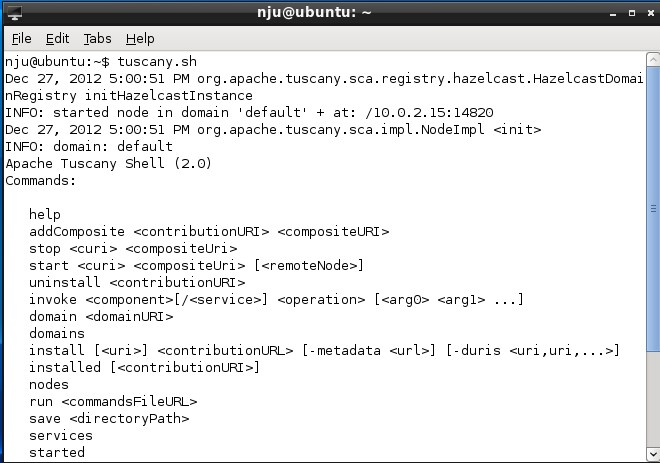 nju@ubuntu: ~
File Edit Tabs Help
nju@ubuntu:~$ tuscany.sh
Dec 27, 2012 5:00:51 PM org.apache.tuscany.sca.registry.hazelcast.HazelcastDomai
nRegistry initHazelcastInstance
INFO: started node in domain 'default' + at: /10.0.2.15:14820
Dec 27, 2012 5:00:51 PM org.apache.tuscany.sca.impl.NodeImpl <init>
INFO: domain: default
Apache Tuscany Shell (2.0)
Commands:
help
addComposite <contributionURI> <compositeURI>
stop <curi> <compositeUri>
start <curi> <compositeUri> [<remoteNode>]
uninstall <contributionURI>
invoke <component>[/<service>] <operation> [<arg0> <arg1> ...]
domain <domainURI>
domains
install [<uri>] <contributionURL> [-metadata <url>] [-duris <uri,uri,...>]
installed [<contributionURI>]
nodes
run <commandsFileURL>
save <directoryPath>
services
started